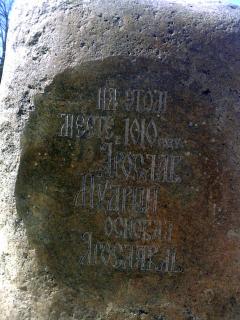 НА ЭТОМ
МЕСТЕ В 1010 ГОДУ
ЯРОСЛАВ
МУДРЫЙ
ОСНОВАЛ
ЯРОСЛАВЛЬ